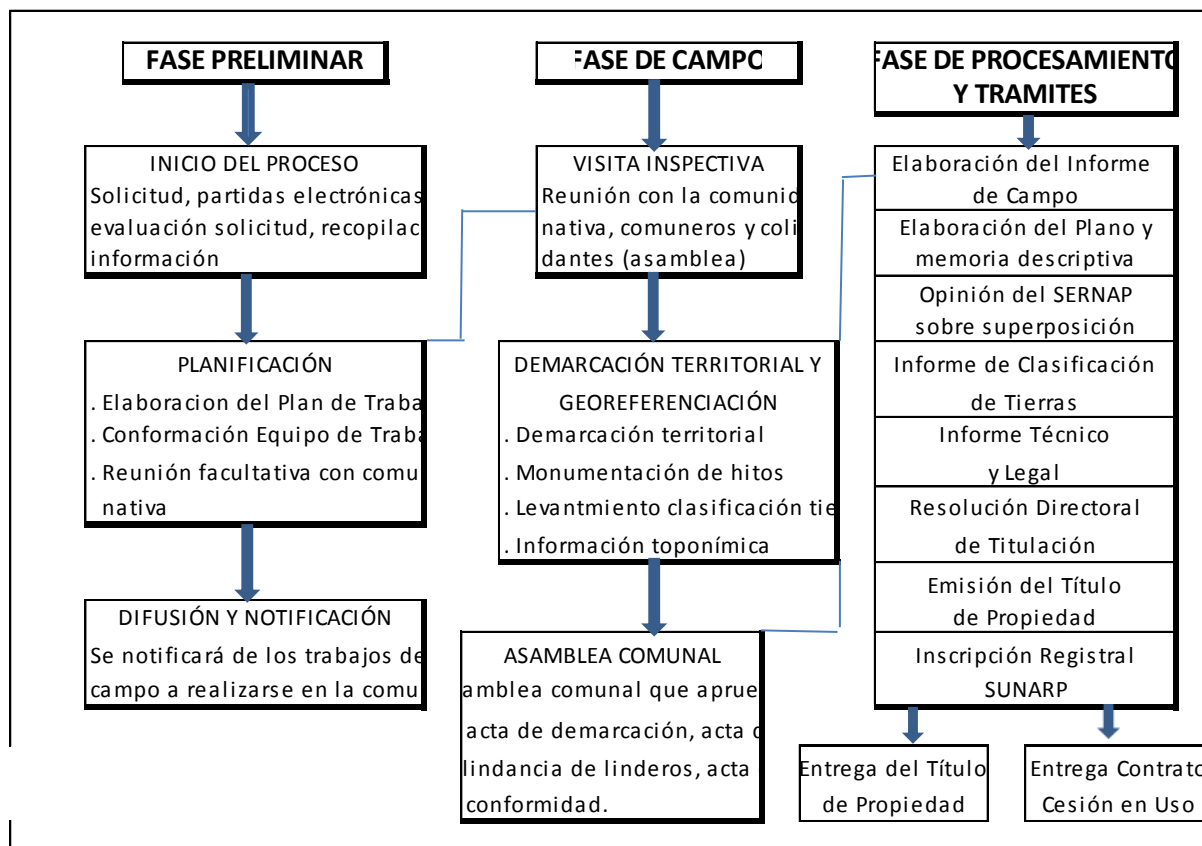 FASE PRELIMINAR
INICIO DEL PROCESO
Solicitud, partidas electrónicas
evaluación solicitud, recopilac
información
PLANIFICACIÓN
. Elaboracion del Plan de Traba
. Conformación Equipo de Traba
. Reunión facultativa con comu
nativa
DIFUSIÓN Y NOTIFICACIÓN
Se notificará de los trabajos de
campo a realizarse en la comu
FASE DE CAMPO
VISITA INSPECTIVA
Reunión con la comunid
nativa, comuneros y coli
dantes (asamblea)
DEMARCACIÓN TERRITORIAL Y
GEOREFERENCIACIÓN
. Demarcación territorial
. Monumentación de hitos
. Levantmiento clasificación tie
. Información toponímica
ASAMBLEA COMUNAL
amblea comunal que aprue
acta de demarcación, acta c
lindancia de linderos, acta
conformidad.
FASE DE PROCESAMIENTO
Y TRAMITES
Elaboración del Informe
de Campo
Elaboración del Plano y
memoria descriptiva
Opinión del SERNAP
sobre superposición
Informe de Clasificación
de Tierras
Informe Técnico
y Legal
Resolución Directoral
de Titulación
Emisión del Título
de Propiedad
Inscripción Registral
SUNARP
Entrega del Título
de Propiedad
Entrega Contrato
Cesión en Uso